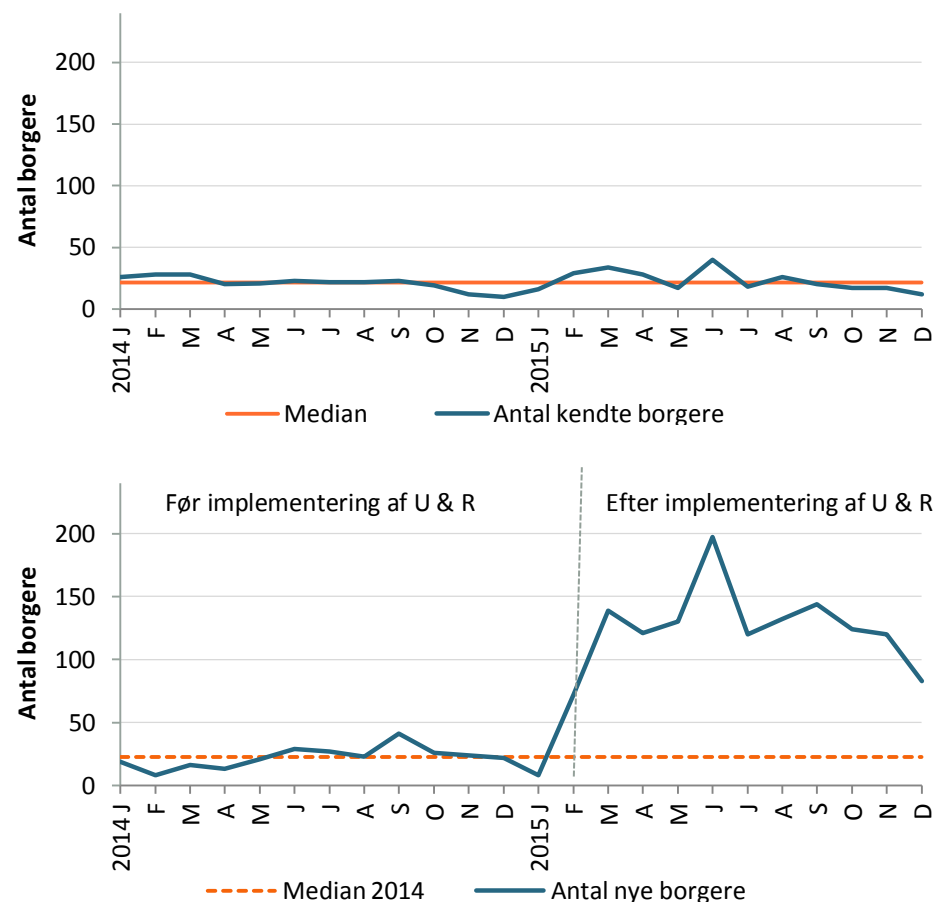 Antal borgere
200
150
100
50
0
2014 J F M A M J J A S O N D 2015 J F M A M J J A S O N D
Median Antal kendte borgere
Før implementering af U & R Efter implementering af U & R
Antal borgere
200
150
100
50
0
2014 J F M A M J J A S O N D 2015 J F M A M J J A S O N D
Median 2014 Antal nye borgere